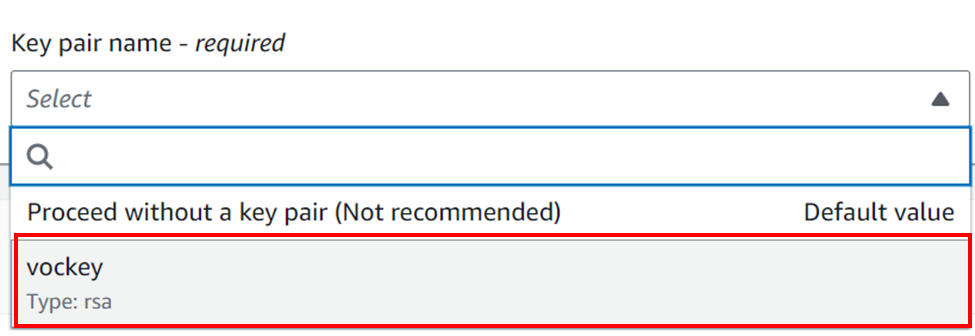 Key pair name - required
Select
Proceed without a key pair (Not recommended) Default value
vockey
Type: rsa